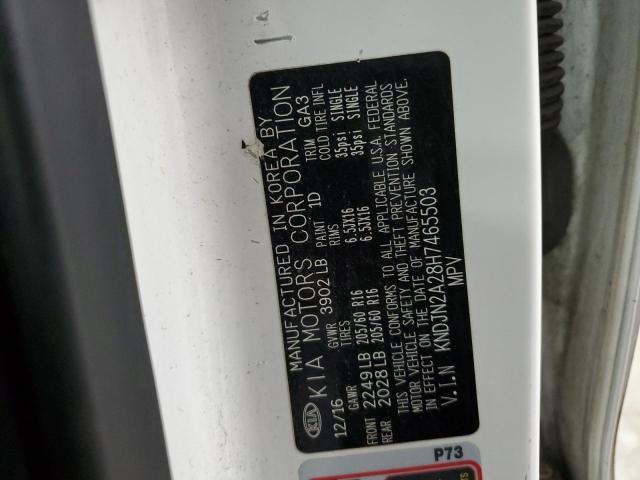 MANUFACTURED IN KOREA BY
KIA KIA MOTORS CORPORATION
12/16 GVWR 3902 LB PAINT 1D TRIM GA3
GAWR TIRES RIMS COLD TIRE INFL
FRONT 2249LB 205/60 R16 6.5JX16 35psi SINGLE
REAR 2028LB 205/60 R16 6.5JX16 35psi SINGLE
THIS VEHICLE CONFORMS TO ALL APPLICABLE U.S.A. FEDERAL
MOTOR VEHICLE SAFETY AND THEFT PREVENTION STANDARDS
IN EFFECT ON THE DATE OF MANUFACTURE SHOWN ABOVE.
V.I.N KNDJN2A28H7465503
MPV
P73